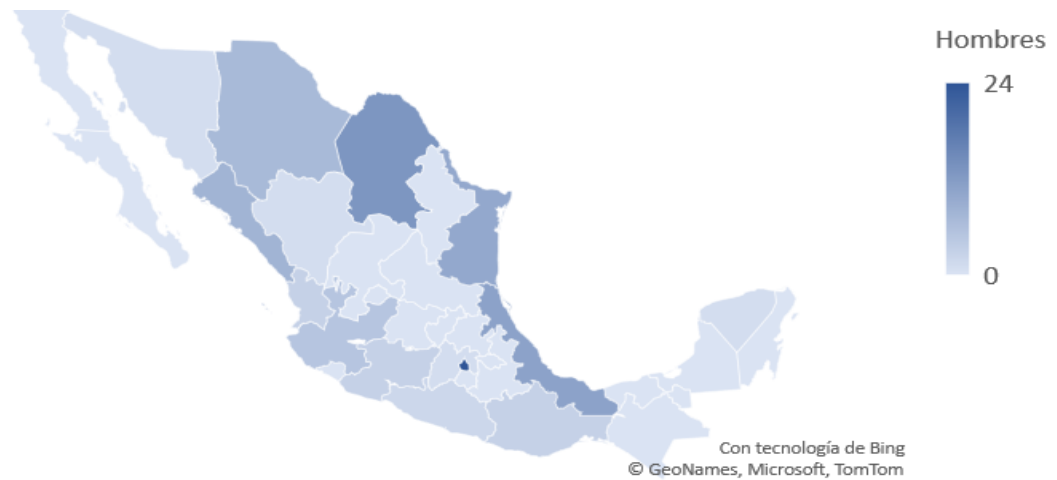 Hombres
24
0
Con tecnología de Bing
© GeoNames, Microsoft, TomTom